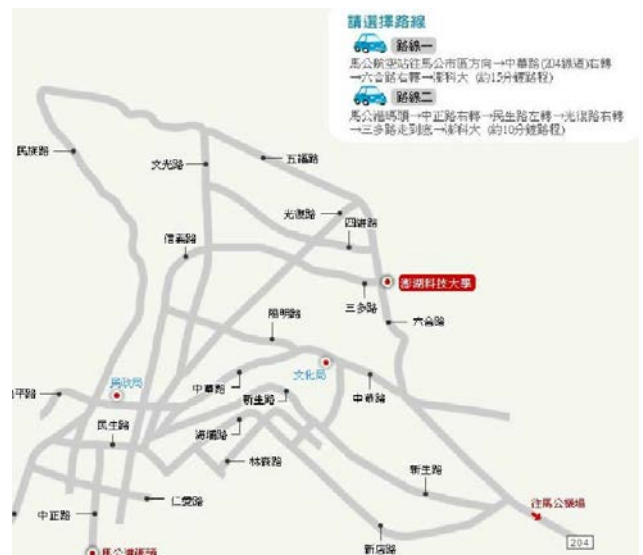 請選擇路線
路線一
馬公航空站往馬公市區方向→中華路(204縣道)右轉
→六合路右轉→澎科大 (約15分鐘路程)
路線二
馬公港碼頭→中正路右轉→民生路左轉→光復路右轉
→三多路走到底→澎科大 (約10分鐘路程)
民族路
文光路
五福路
光復路
四維路
信義路
澎湖科技大學
三多路
六合路
陽明路
文化局
中華路
新生路
中華路
平路
民政局
民生路
海埔路
林森路
新生路
仁愛路
往馬公機場
中正路
204
新店路
馬公港碼頭